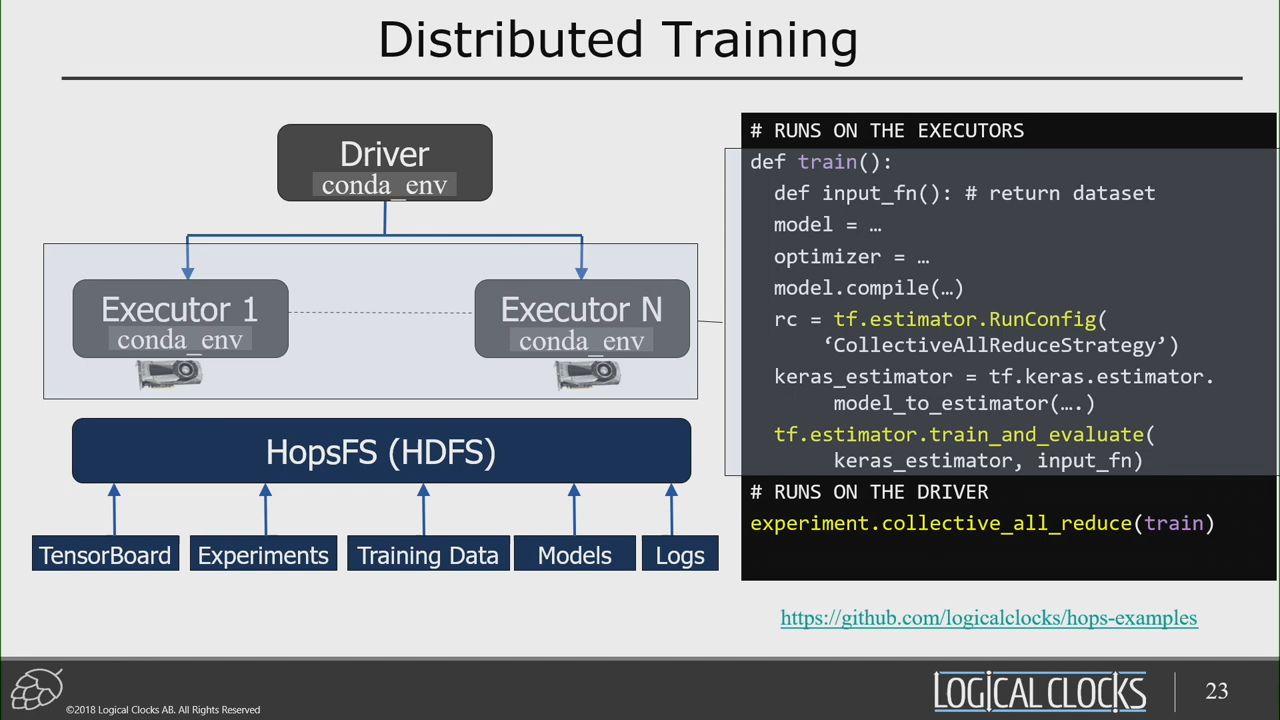 Distributed Training
Driver
conda_env
Executor 1
conda_env
Executor N
conda_env
HopsFS (HDFS)
TensorBoard
Experiments
Training Data
Models
Logs
# RUNS ON THE EXECUTORS
def train():
def input_fn(): # return dataset
model = …
optimizer = …
model.compile(…)
rc = tf.estimator.RunConfig(
‘CollectiveAllReduceStrategy’)
keras_estimator = tf.keras.estimator.
model_to_estimator(….)
tf.estimator.train_and_evaluate(
keras_estimator, input_fn)
# RUNS ON THE DRIVER
experiment.collective_all_reduce(train)
https://github.com/logicalclocks/hops-examples
©2018 Logical Clocks AB. All Rights Reserved
LOGICAL CLOCKS
23